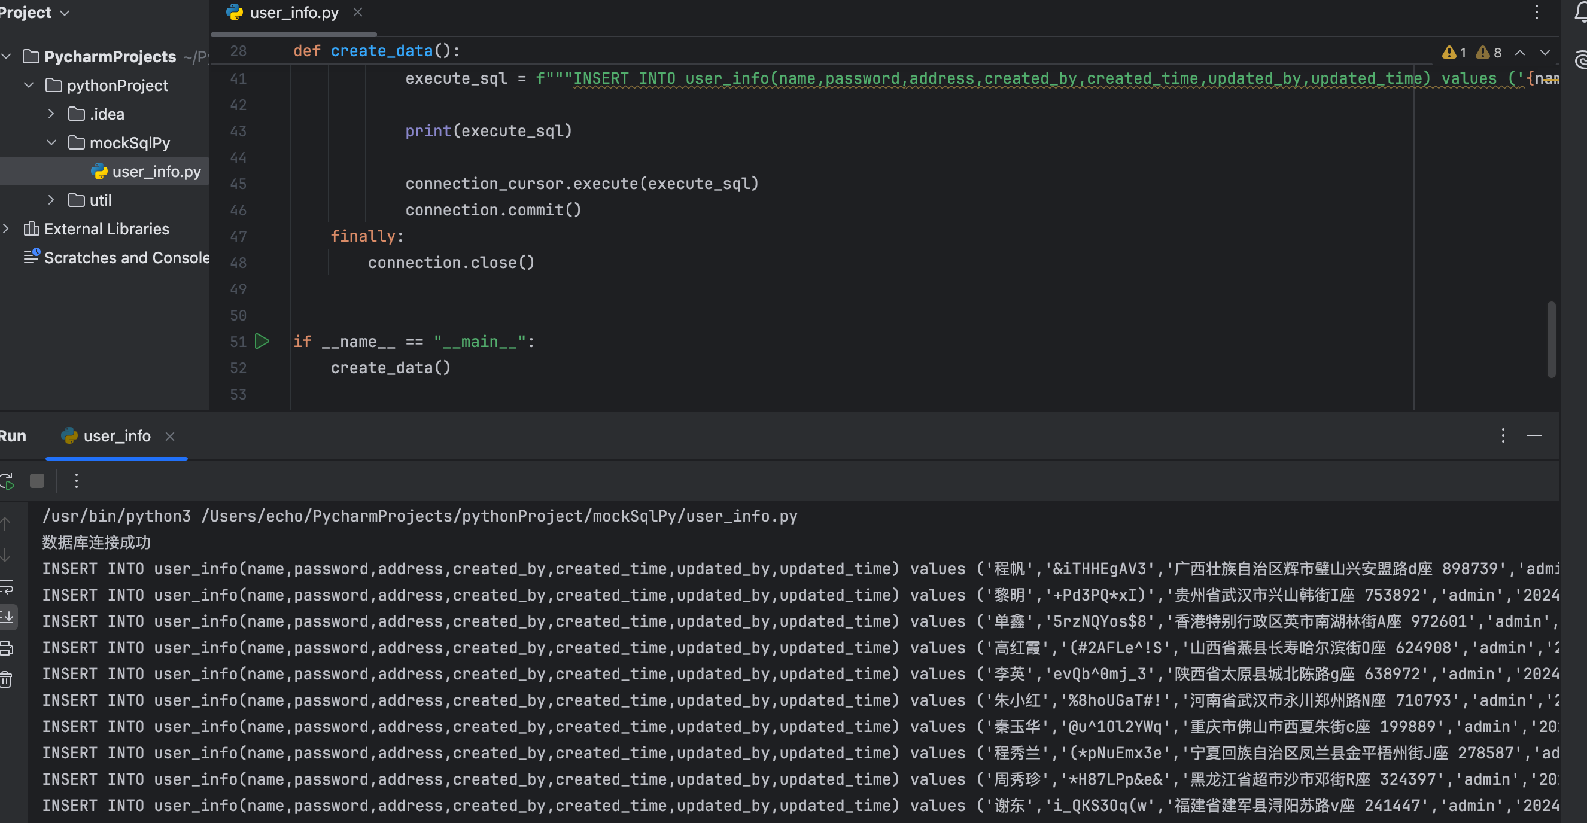 Project
user_info.py
PycharmProjects ~/P
pythonProject
.idea
mockSqlPy
user_info.py
util
External Libraries
Scratches and Console
1 8
28 def create_data():
41 execute_sql = f"""INSERT INTO user_info(name,password,address,created_by,created_time,updated_by,updated_time) values ('{nam
42
43 print(execute_sql)
44
45 connection_cursor.execute(execute_sql)
46 connection.commit()
47 finally:
48 connection.close()
49
50
51 if __name__ == "__main__":
52 create_data()
53
Run user_info
/usr/bin/python3 /Users/echo/PycharmProjects/pythonProject/mockSqlPy/user_info.py
数据库连接成功
INSERT INTO user_info(name,password,address,created_by,created_time,updated_by,updated_time) values ('程帆','&iTHHEgAV3','广西壮族自治区辉市璧山兴安盟路d座 898739','admi
INSERT INTO user_info(name,password,address,created_by,created_time,updated_by,updated_time) values ('黎明','+Pd3PQ*xI)','贵州省武汉市兴山韩街I座 753892','admin','2024
INSERT INTO user_info(name,password,address,created_by,created_time,updated_by,updated_time) values ('单鑫','5rzNQYos$8','香港特别行政区英市南湖林街A座 972601','admin',
INSERT INTO user_info(name,password,address,created_by,created_time,updated_by,updated_time) values ('高红霞','(#2AFLe^!S','山西省燕县长寿哈尔滨街O座 624908','admin','2
INSERT INTO user_info(name,password,address,created_by,created_time,updated_by,updated_time) values ('李英','evQb^0mj_3','陕西省太原县城北陈路g座 638972','admin','2024
INSERT INTO user_info(name,password,address,created_by,created_time,updated_by,updated_time) values ('朱小红','%8hoUGaT#!','河南省武汉市永川郑州路N座 710793','admin','2
INSERT INTO user_info(name,password,address,created_by,created_time,updated_by,updated_time) values ('秦玉华','@u^1Ol2YWq','重庆市佛山市西夏朱街c座 199889','admin','202
INSERT INTO user_info(name,password,address,created_by,created_time,updated_by,updated_time) values ('程秀兰','(*pNuEmx3e','宁夏回族自治区凤兰县金平梧州街J座 278587','ad
INSERT INTO user_info(name,password,address,created_by,created_time,updated_by,updated_time) values ('周秀珍','*H87LPp&e&','黑龙江省超市沙市邓街R座 324397','admin','202
INSERT INTO user_info(name,password,address,created_by,created_time,updated_by,updated_time) values ('谢东','i_QKS3Oq(w','福建省建军县浔阳苏路v座 241447','admin','2024